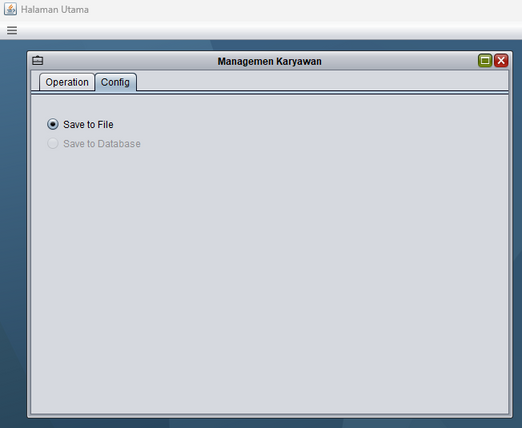 Halaman Utama
Managemen Karyawan
Operation Config
Save to File
Save to Database